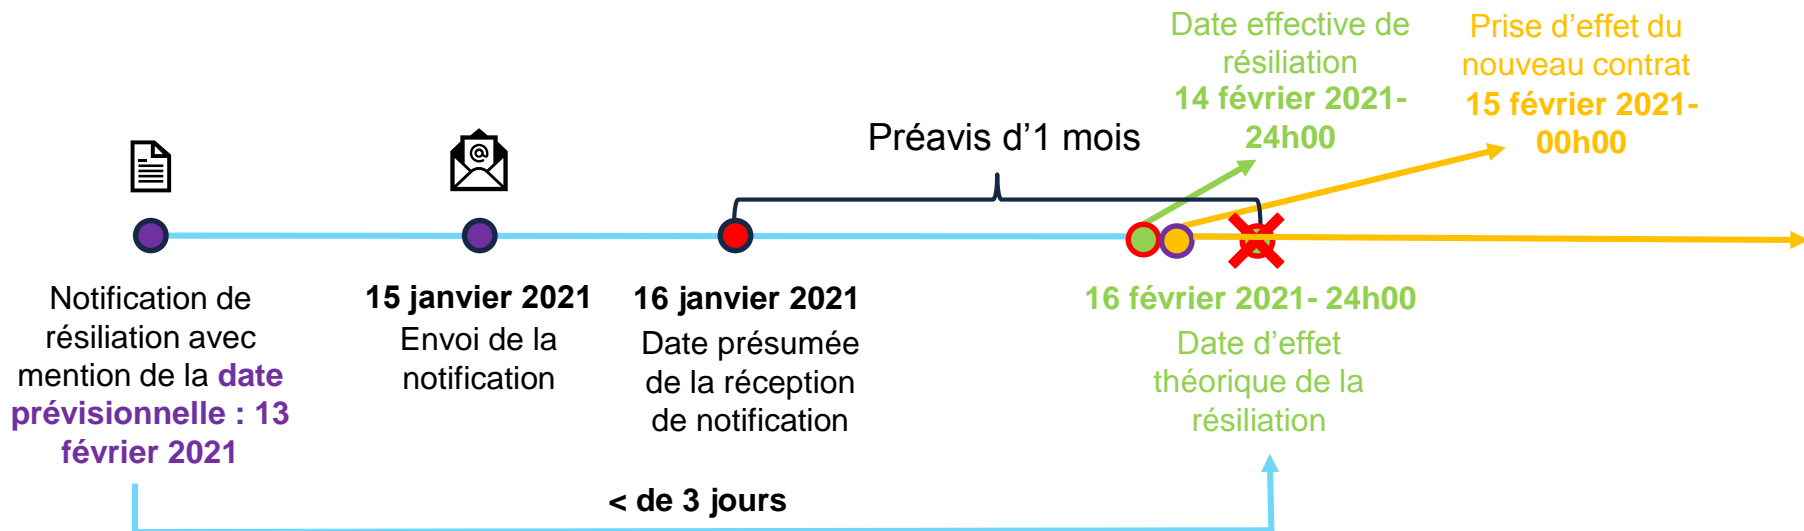 Date effective de
résiliation
14 février 2021-
24h00
Prise d’effet du
nouveau contrat
15 février 2021-
00h00
Préavis d’1 mois
@
Notification de
résiliation avec
mention de la date
prévisionnelle : 13
février 2021
15 janvier 2021
Envoi de la
notification
16 janvier 2021
Date présumée
de la réception
de notification
16 février 2021- 24h00
Date d’effet
théorique de la
résiliation
< de 3 jours